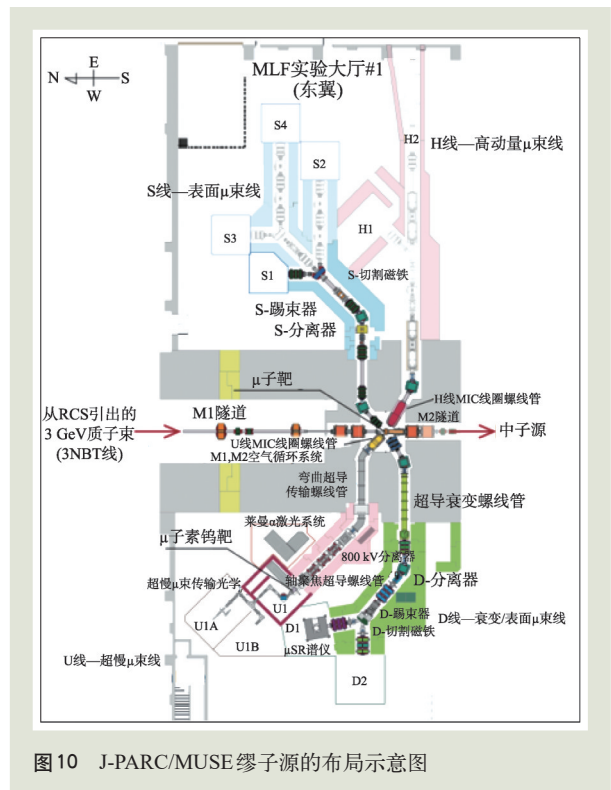 E
N S
W
MLF实验大厅#1
(东翼)
S4
S2
H2
H线—高动量μ束线
S线—表面μ束线
S3
H1
S1
S-切割磁铁
S-踢束器
S-分离器
μ子靶
H线MIC线圈螺线管
从RCS引出的
3 GeV质子束
(3NBT线)
M1隧道
M2隧道
中子源
U线MIC线圈螺线管
M1,M2空气循环系统
弯曲超导
传输螺线管
超导衰变螺线管
莱曼α激光系统
μ子素钨靶
800 kV分离器
超慢μ束传输光学
轴聚焦超导螺线管
D-分离器
U1
U1A
D1
D-踢束器
D-切割磁铁
D线—衰变/表面μ束线
U1B
μSR谱仪
U线—超慢μ束线
D2
图10 J-PARC/MUSE缪子源的布局示意图